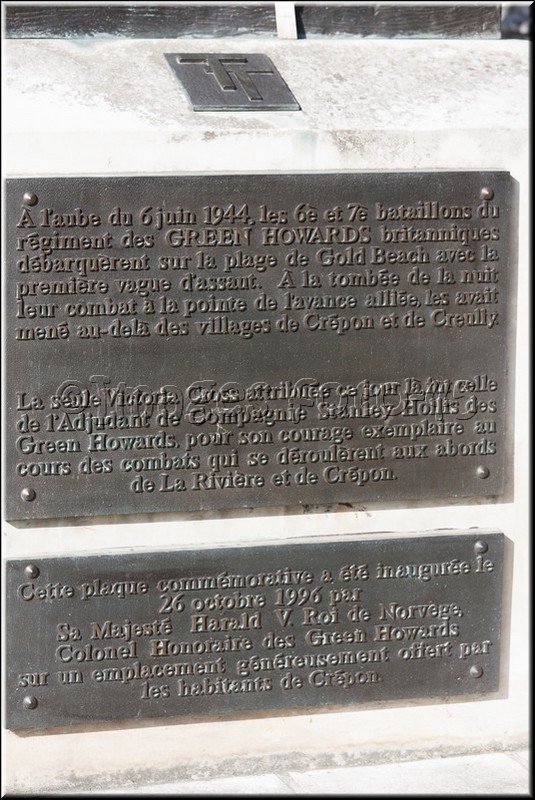 À l'aube du 6 juin 1944, les 6è et 7è bataillons du
régiment des GREEN HOWARDS britanniques
débarquèrent sur la plage de Gold Beach avec la
première vague d'assaut. À la tombée de la nuit
leur combat à la pointe de l'avance alliée, les avait
mené au-delà des villages de Crépon et de Creully.
La seule Victoria Cross attribuée ce jour là fut celle
de l'Adjudant de Compagnie Stanley Hollis des
Green Howards, pour son courage exemplaire au
cours des combats qui se déroulèrent aux abords
de La Rivière et de Crépon.
Cette plaque commémorative a été inaugurée le
26 octobre 1996 par
Sa Majesté Harald V. Roi de Norvège,
Colonel Honoraire des Green Howards
sur un emplacement généreusement offert par
les habitants de Crépon.